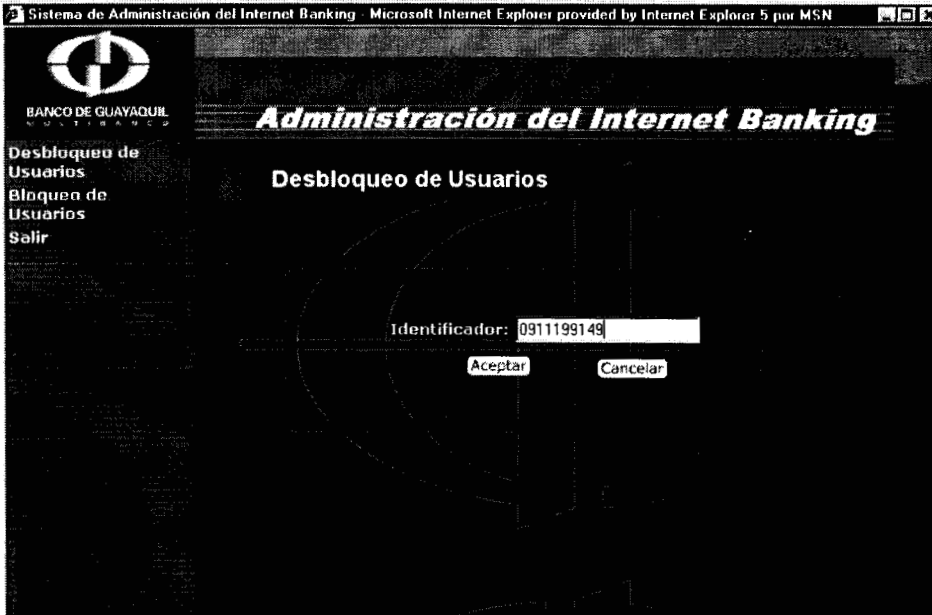 Sistema de Administración del Internet Banking - Microsoft Internet Explorer provided by Internet Explorer 5 por MSN
BANCO DE GUAYAQUIL
MULTIBANCO
Administración del Internet Banking
Desbloqueo de
Usuarios
Bloqueo de
Usuarios
Salir
Desbloqueo de Usuarios
Identificador: 0911199149
Aceptar Cancelar